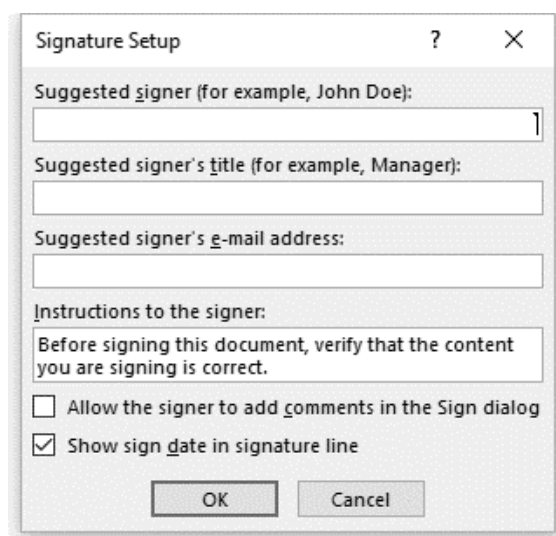 Signature Setup ? ×
Suggested signer (for example, John Doe):
Suggested signer's title (for example, Manager):
Suggested signer's e-mail address:
Instructions to the signer:
Before signing this document, verify that the content
you are signing is correct.
Allow the signer to add comments in the Sign dialog
Show sign date in signature line
OK Cancel